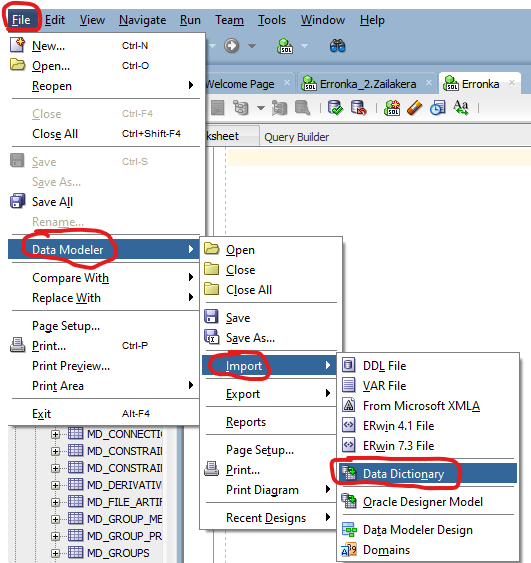 File Edit View Navigate Run Team Tools Window Help
New... Ctrl-N
Open... Ctrl-O
Reopen
Close Ctrl-F4
Close All Ctrl+Shift-F4
Save Ctrl-S
Save As...
Save All
Rename...
Data Modeler
Compare With
Replace With
Page Setup...
Print... Ctrl-P
Print Preview...
Print Area
Exit Alt-F4
SQL
Welcome Page Erronka_2.Zailakera Erronka
ksheet Query Builder
Open
Close
Close All
Save
Save As...
Import
Export
Reports
Page Setup...
Print...
Print Diagram
Recent Designs
DDL File
VAR File
From Microsoft XMLA
ERwin 4.1 File
ERwin 7.3 File
Data Dictionary
Oracle Designer Model
Data Modeler Design
Domains
MD_CONNECTI
MD_CONSTRAI
MD_CONSTRAI
MD_DERIVATIV
MD_FILE_ARTIF
MD_GROUP_ME
MD_GROUP_PR
MD_GROUPS